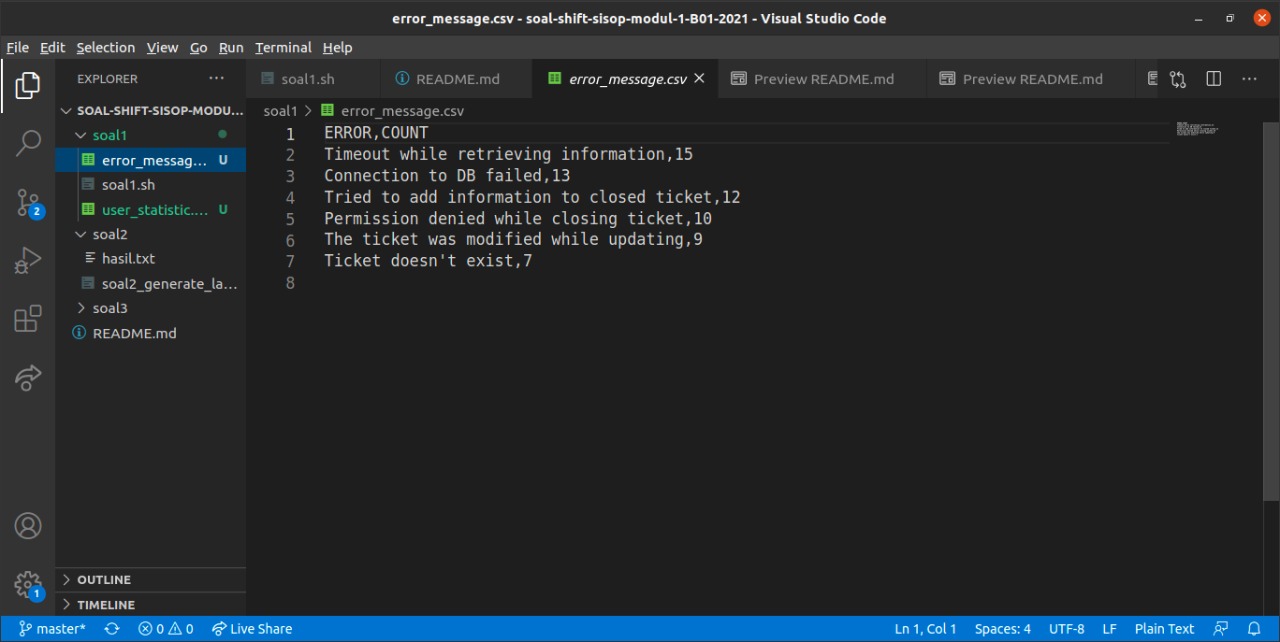 error_message.csv - soal-shift-sisop-modul-1-B01-2021 - Visual Studio Code
File Edit Selection View Go Run Terminal Help
EXPLORER
soal1.sh
README.md
error_message.csv
Preview README.md
Preview README.md
SOAL-SHIFT-SISOP-MODU...
soal1
error_messag... U
soal1.sh
user_statistic.... U
soal2
hasil.txt
soal2_generate_la...
soal3
README.md
OUTLINE
TIMELINE
2
1
soal1 > error_message.csv
1 ERROR,COUNT
2 Timeout while retrieving information,15
3 Connection to DB failed,13
4 Tried to add information to closed ticket,12
5 Permission denied while closing ticket,10
6 The ticket was modified while updating,9
7 Ticket doesn't exist,7
8
master* 0 0 Live Share Ln 1, Col 1 Spaces: 4 UTF-8 LF Plain Text